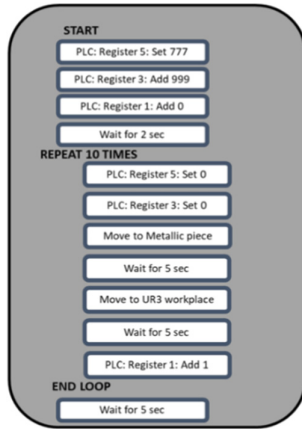 START
PLC: Register 5: Set 777
PLC: Register 3: Add 999
PLC: Register 1: Add 0
Wait for 2 sec
REPEAT 10 TIMES
PLC: Register 5: Set 0
PLC: Register 3: Set 0
Move to Metallic piece
Wait for 5 sec
Move to UR3 workplace
Wait for 5 sec
PLC: Register 1: Add 1
END LOOP
Wait for 5 sec